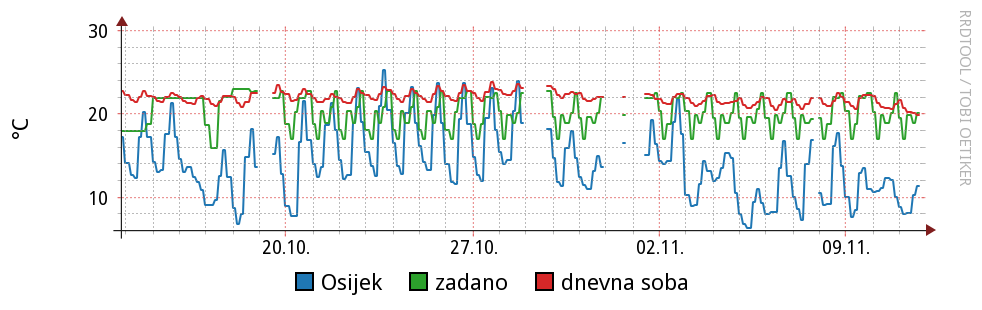 30
20
10
°C
20.10.
27.10.
02.11.
09.11.
Osijek zadano dnevna soba
RRDTOOL / TOBI OETIKER